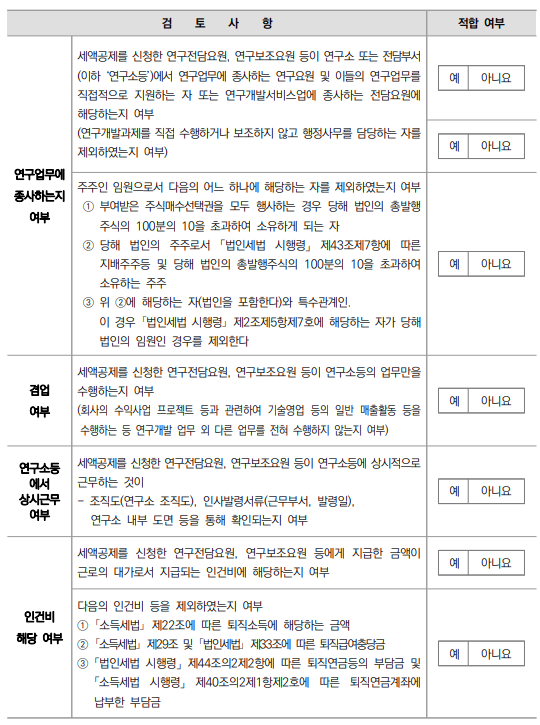 검 토 사 항 적합 여부
연구업무에
종사하는지
여부
세액공제를 신청한 연구전담요원, 연구보조요원 등이 연구소 또는 전담부서
(이하 '연구소등')에서 연구업무에 종사하는 연구요원 및 이들의 연구업무를
직접적으로 지원하는 자 또는 연구개발서비스업에 종사하는 전담요원에
해당하는지 여부
예 아니요
(연구개발과제를 직접 수행하거나 보조하지 않고 행정사무를 담당하는 자를
제외하였는지 여부)
예 아니요
주주인 임원으로서 다음의 어느 하나에 해당하는 자를 제외하였는지 여부
① 부여받은 주식매수선택권을 모두 행사하는 경우 당해 법인의 총발행
주식의 100분의 10을 초과하여 소유하게 되는 자
② 당해 법인의 주주로서 「법인세법 시행령」 제43조제7항에 따른
지배주주등 및 당해 법인의 총발행주식의 100분의 10을 초과하여
소유하는 주주
③ 위 ②에 해당하는 자(법인을 포함한다)와 특수관계인.
이 경우 「법인세법 시행령」 제2조제5항제7호에 해당하는 자가 당해
법인의 임원인 경우를 제외한다
예 아니요
겸업
여부
세액공제를 신청한 연구전담요원, 연구보조요원 등이 연구소등의 업무만을
수행하는지 여부
(회사의 수익사업 프로젝트 등과 관련하여 기술영업 등의 일반 매출활동 등을
수행하는 등 연구개발 업무 외 다른 업무를 전혀 수행하지 않는지 여부)
예 아니요
연구소등
에서
상시근무
여부
세액공제를 신청한 연구전담요원, 연구보조요원 등이 연구소등에 상시적으로
근무하는 것이
- 조직도(연구소 조직도), 인사발령서류(근무부서, 발령일),
연구소 내부 도면 등을 통해 확인되는지 여부
예 아니요
인건비
해당 여부
세액공제를 신청한 연구전담요원, 연구보조요원 등에게 지급한 금액이
근로의 대가로서 지급되는 인건비에 해당하는지 여부
예 아니요
다음의 인건비 등을 제외하였는지 여부
① 「소득세법」 제22조에 따른 퇴직소득에 해당하는 금액
② 「소득세법」 제29조 및 「법인세법」 제33조에 따른 퇴직급여충당금
③ 「법인세법 시행령」 제44조의2제2항에 따른 퇴직연금등의 부담금 및
「소득세법 시행령」 제40조의2제1항제2호에 따른 퇴직연금계좌에
납부한 부담금
예 아니요